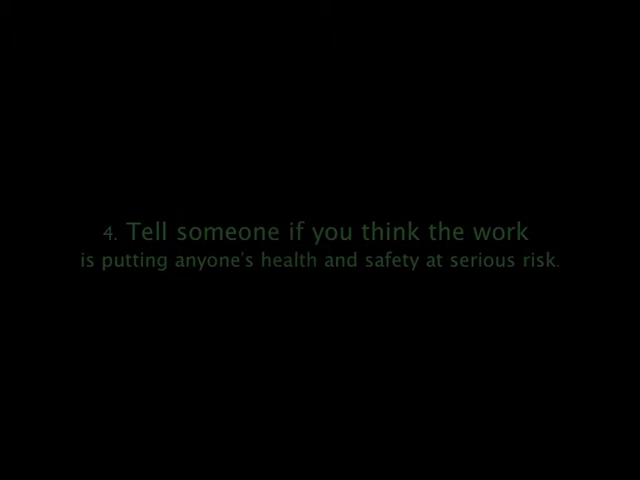 4. Tell someone if you think the work
is putting anyone's health and safety at serious risk.